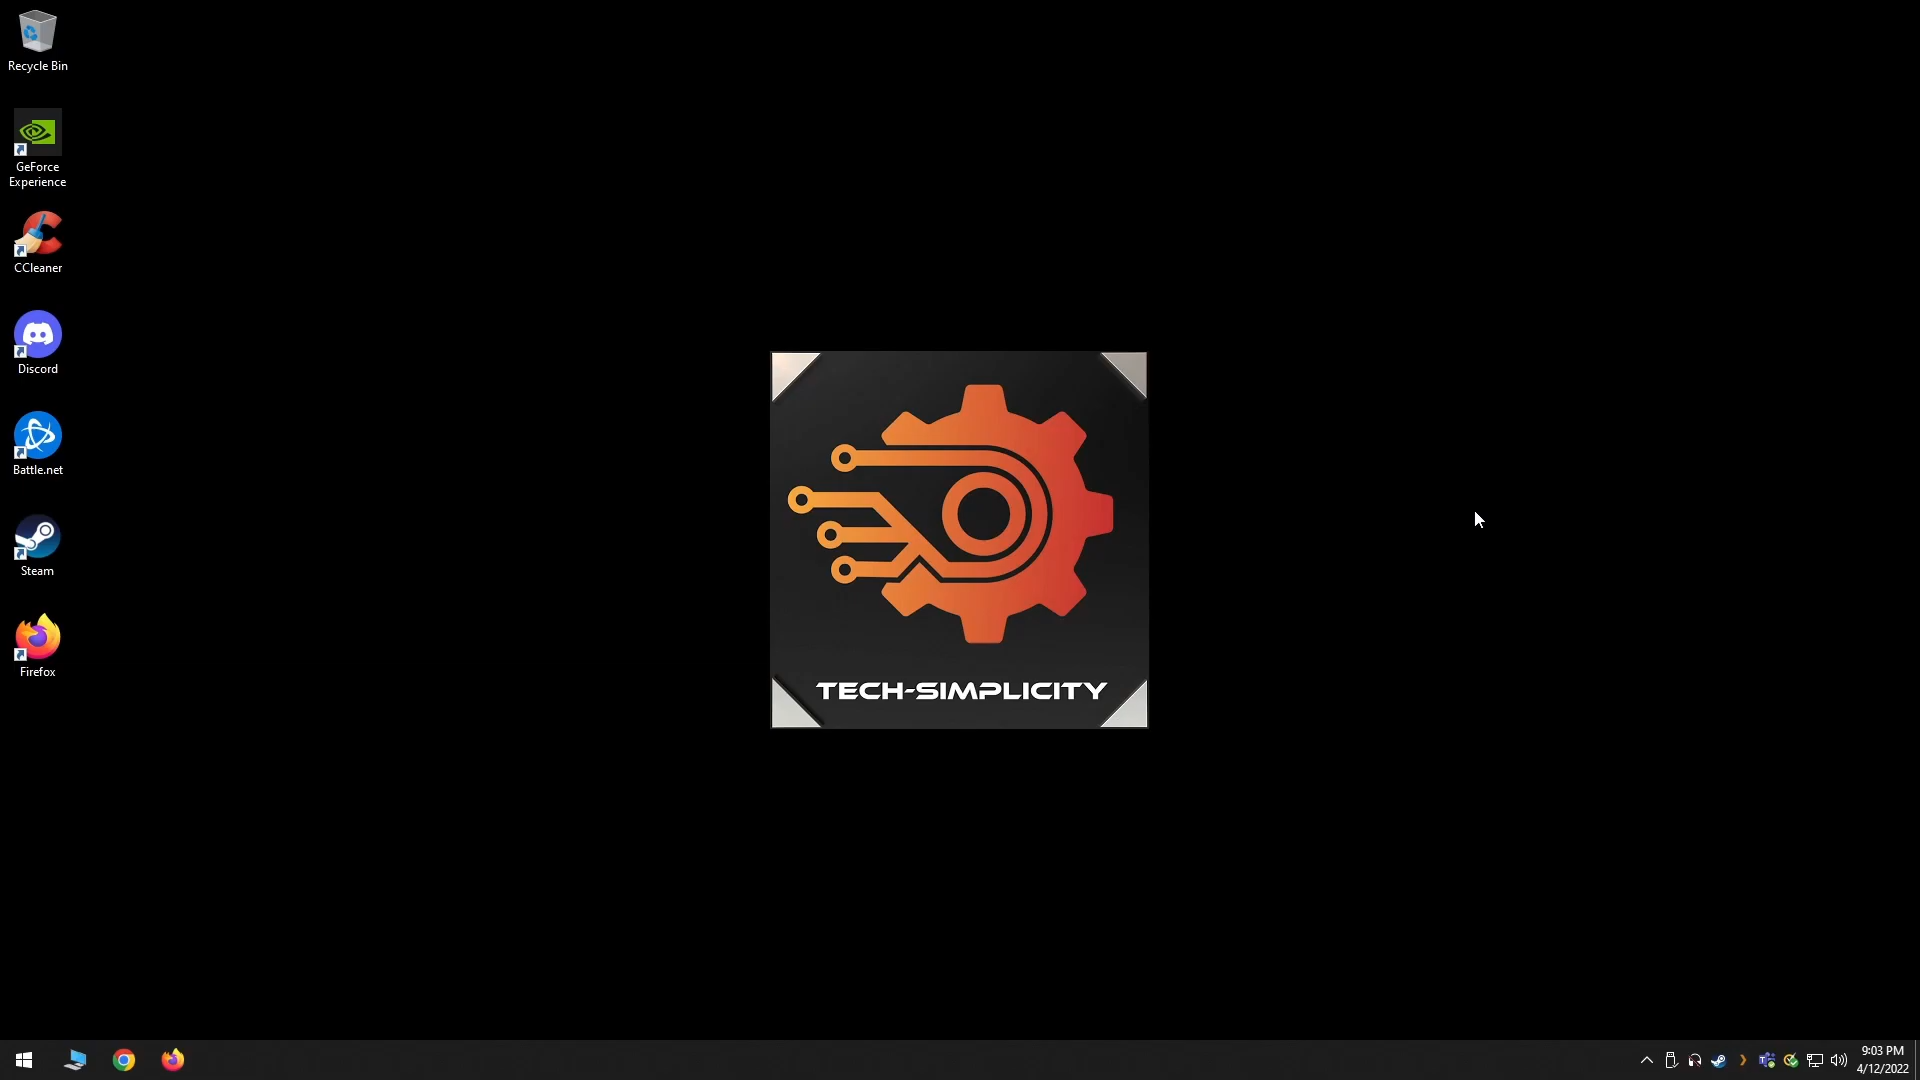 Recycle Bin
GeForce
Experience
CCleaner
Discord
Battle.net
Steam
Firefox
TECH-SIMPLICITY
9:03 PM
4/12/2022